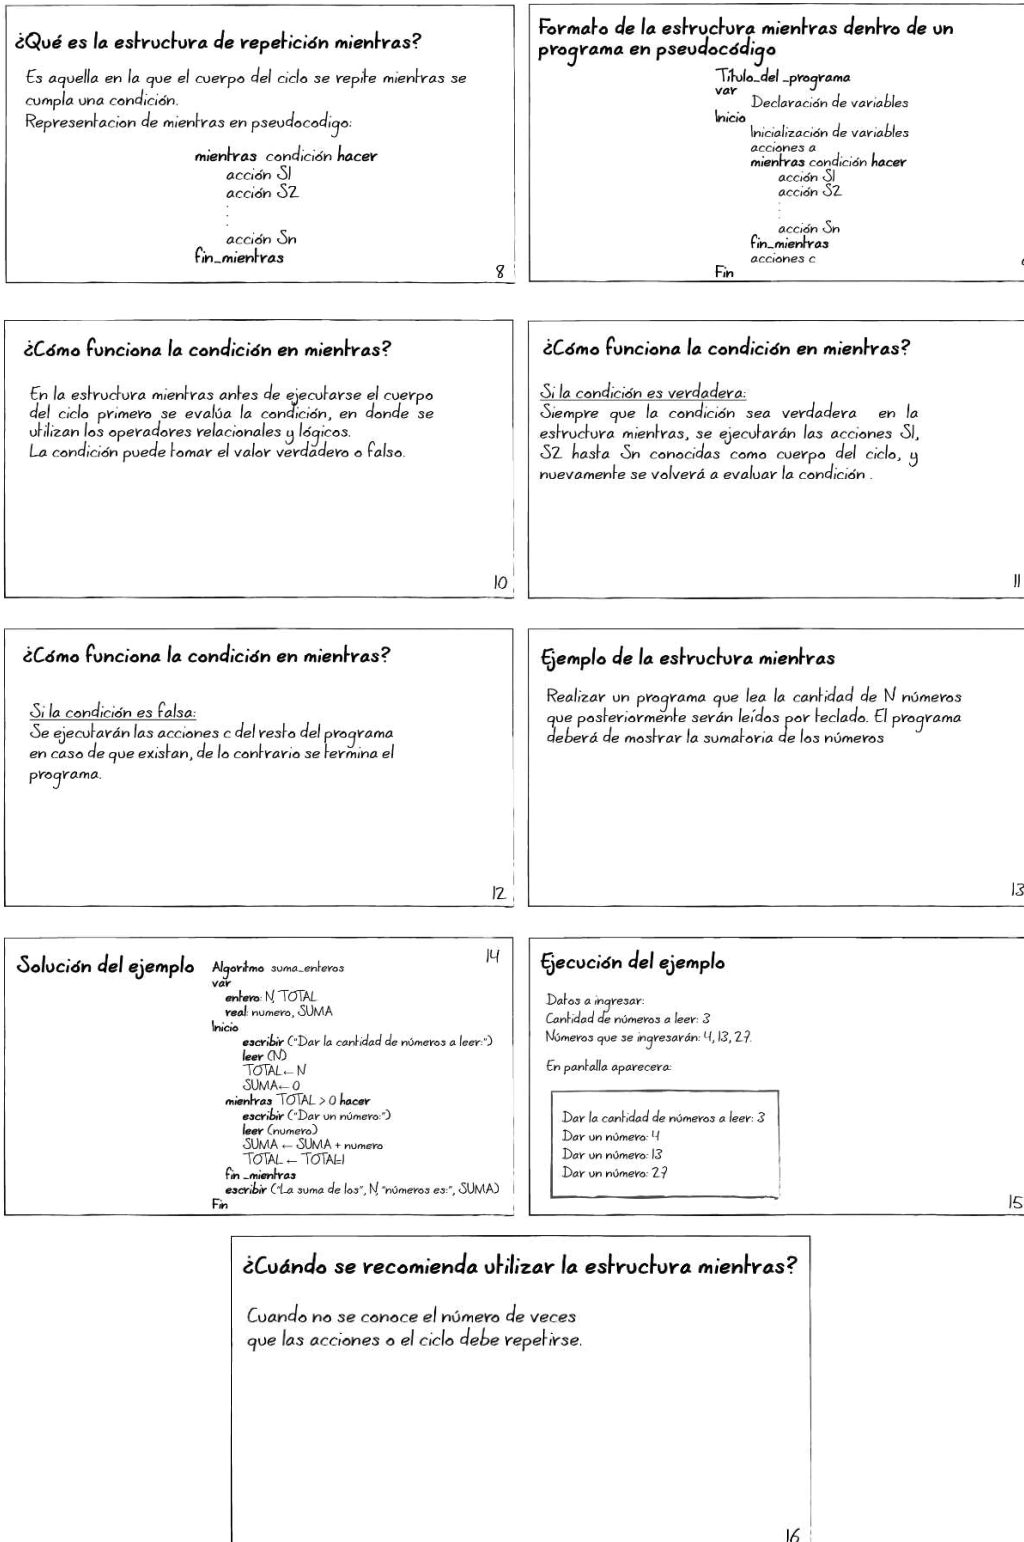 ¿Qué es la estructura de repetición mientras?
Es aquella en la que el cuerpo del ciclo se repite mientras se
cumpla una condición.
Representacion de mientras en pseudocodigo:
mientras condición hacer
acción S1
acción S2
.
.
acción Sn
fin_mientras
8
Formato de la estructura mientras dentro de un
programa en pseudocódigo
Título_del_programa
var
Declaración de variables
Inicio
Inicialización de variables
acciones a
mientras condición hacer
acción S1
acción S2
.
.
acción Sn
fin_mientras
acciones c
Fin
¿Cómo funciona la condición en mientras?
En la estructura mientras antes de ejecutarse el cuerpo
del ciclo primero se evalúa la condición, en donde se
utilizan los operadores relacionales y lógicos.
La condición puede tomar el valor verdadero o falso.
10
¿Cómo funciona la condición en mientras?
Si la condición es verdadera:
Siempre que la condición sea verdadera en la
estructura mientras, se ejecutarán las acciones S1,
S2 hasta Sn conocidas como cuerpo del ciclo, y
nuevamente se volverá a evaluar la condición .
11
¿Cómo funciona la condición en mientras?
Si la condición es falsa:
Se ejecutarán las acciones c del resto del programa
en caso de que existan, de lo contrario se termina el
programa.
12
Ejemplo de la estructura mientras
Realizar un programa que lea la cantidad de N números
que posteriormente serán leídos por teclado. El programa
deberá de mostrar la sumatoria de los números
13
Solución del ejemplo
14
Algoritmo suma_enteros
var
entero: N, TOTAL
real: numero, SUMA
Inicio
escribir ("Dar la cantidad de números a leer:")
leer (N)
TOTAL← N
SUMA← 0
mientras TOTAL > 0 hacer
escribir ("Dar un número:")
leer (numero)
SUMA ← SUMA + numero
TOTAL ← TOTAL-1
fin_mientras
escribir ("La suma de los", N, "números es:", SUMA)
Fin
Ejecución del ejemplo
Datos a ingresar:
Cantidad de números a leer: 3
Números que se ingresarán: 4, 13, 27.
En pantalla aparecera:
Dar la cantidad de números a leer: 3
Dar un número: 4
Dar un número: 13
Dar un número: 27
15
¿Cuándo se recomienda utilizar la estructura mientras?
Cuando no se conoce el número de veces
que las acciones o el ciclo debe repetirse.
16